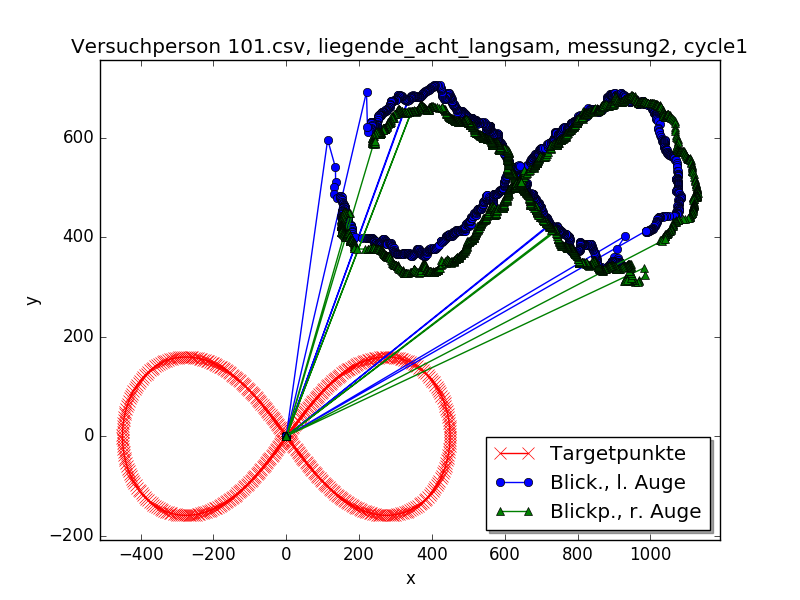 Versuchperson 101.csv, liegende_acht_langsam, messung2, cycle1
y
600
400
200
0
−200
−400
−200
0
200
400
600
800
1000
x
Targetpunkte
Blick., l. Auge
Blickp., r. Auge